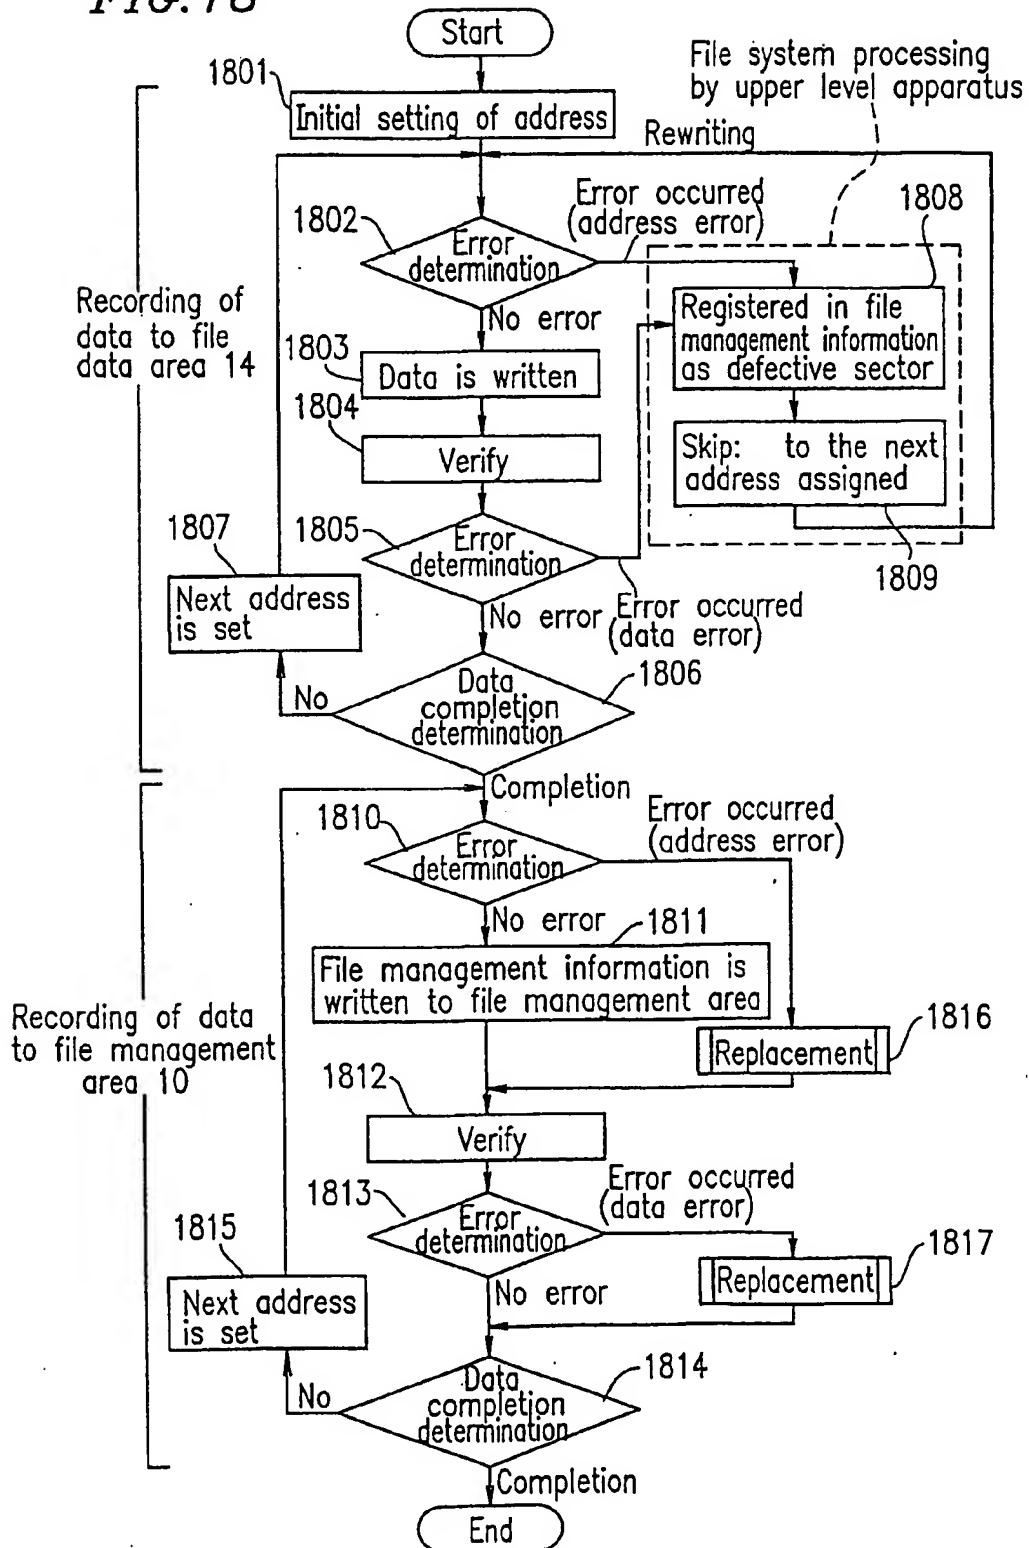 Start
1801
Initial setting of address
File system processing
by upper level apparatus
Rewriting
1802
Error
determination
Error occurred
(address error)
1808
Recording of
data to file
data area 14
No error
Registered in file
management information
as defective sector
1803
Data is written
1804
Verify
Skip: to the next
address assigned
1807
1805
Error
determination
1809
Next address
is set
No error
Error occurred
(data error)
1806
No
Data
completion
determination
Completion
1810
Error
determination
Error occurred
(address error)
No error
1811
File management information is
written to file management area
Recording of data
to file management
area 10
1816
Replacement
1812
Verify
1813
Error
determination
Error occurred
(data error)
1815
1817
Replacement
Next address
is set
No error
1814
No
Data
completion
determination
Completion
End